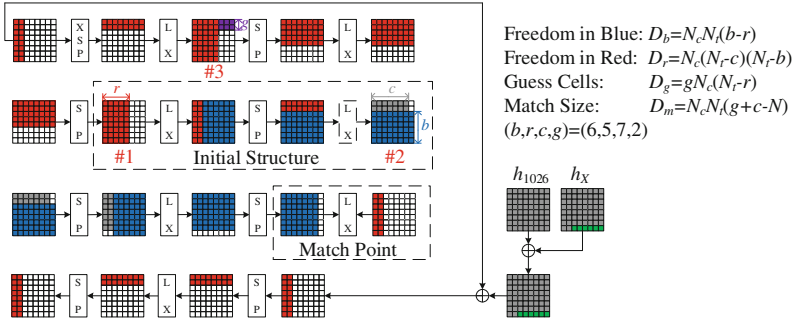 X S P
L X
g
S P
L X
#3
Freedom in Blue: D_b=N_cN_t(b-r)
Freedom in Red: D_r=N_c(N_t-c)(N_t-b)
Guess Cells: D_g=gN_c(N_t-r)
Match Size: D_m=N_cN_t(g+c-N)
(b,r,c,g)=(6,5,7,2)
r
c
S P
L X
S P
L X
b
#1
Initial Structure
#2
h_1026
h_X
S P
L X
S P
L X
Match Point
S P
L X
S P